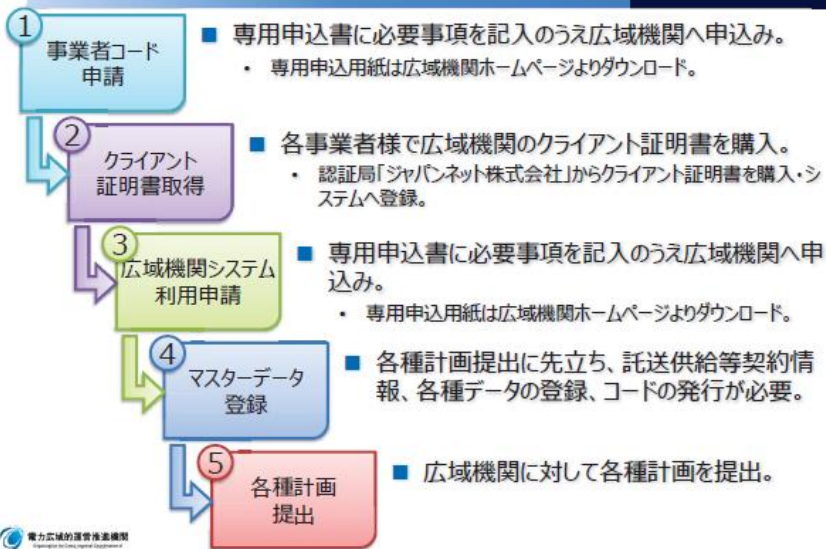 1
事業者コード
申請
■ 専用申込書に必要事項を記入のうえ広域機関へ申込み。
・ 専用申込用紙は広域機関ホームページよりダウンロード。
2
クライアント
証明書取得
■ 各事業者様で広域機関のクライアント証明書を購入。
・ 認証局「ジャパンネット株式会社」からクライアント証明書を購入・シ
ステムへ登録。
3
広域機関システム
利用申請
■ 専用申込書に必要事項を記入のうえ広域機関へ申
込み。
・ 専用申込用紙は広域機関ホームページよりダウンロード。
4
マスターデータ
登録
■ 各種計画提出に先立ち、託送供給等契約情
報、各種データの登録、コードの発行が必要。
5
各種計画
提出
■ 広域機関に対して各種計画を提出。
電力広域的運営推進機関